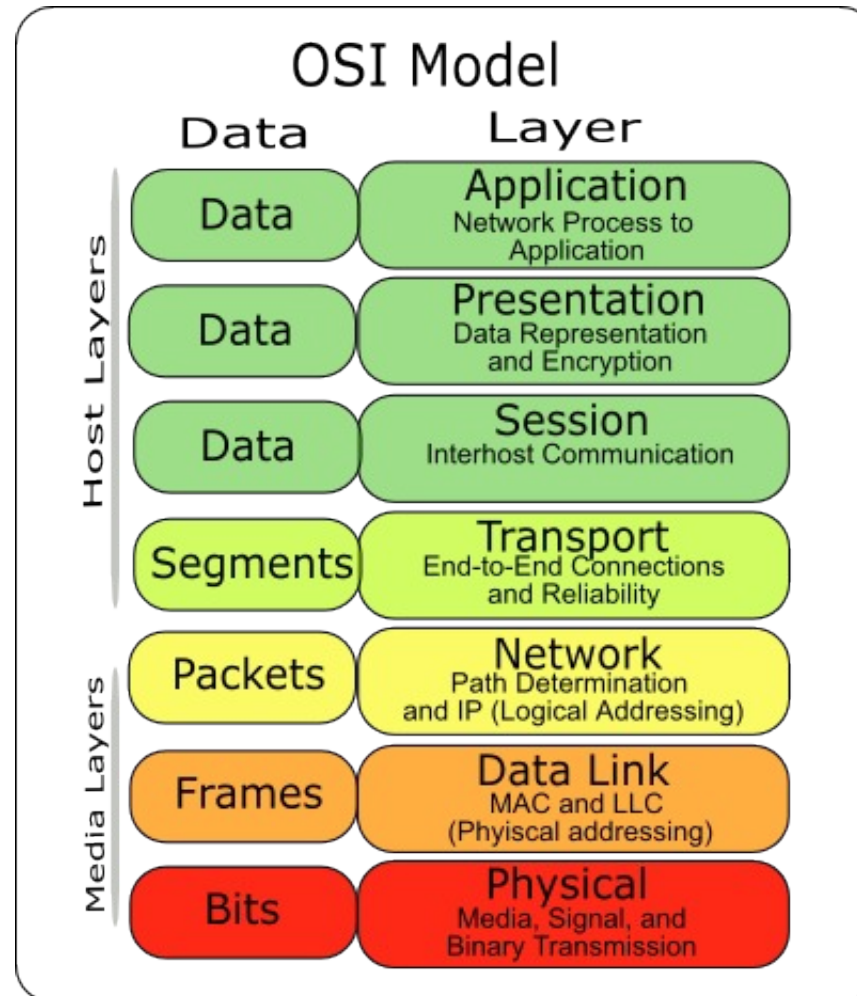 OSI Model
Data Layer
Host Layers
Data
Application
Network Process to
Application
Data
Presentation
Data Representation
and Encryption
Data
Session
Interhost Communication
Segments
Transport
End-to-End Connections
and Reliability
Media Layers
Packets
Network
Path Determination
and IP (Logical Addressing)
Frames
Data Link
MAC and LLC
(Phyiscal addressing)
Bits
Physical
Media, Signal, and
Binary Transmission